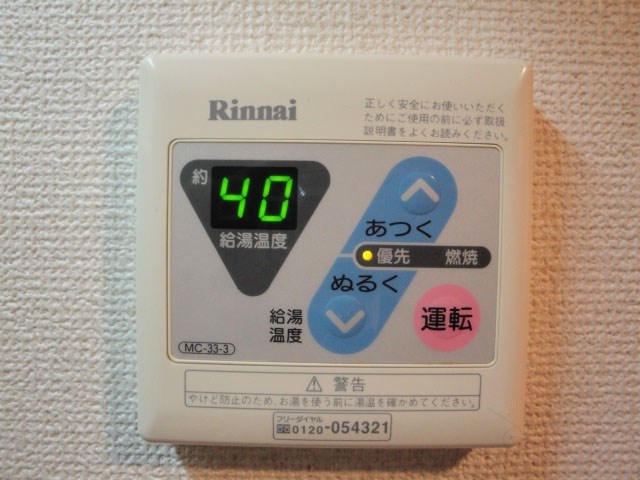 Rinnai
正しく安全にお使いいただく
ためにご使用の前に必ず取扱
説明書をよくお読みください。
約 40
給湯温度
あつく
優先 燃焼
ぬるく
給湯
温度
運転
MC-33-3
⚠ 警告
やけど防止のため、お湯を使う前に湯温を確かめてください。
フリーダイヤル
0120-054321